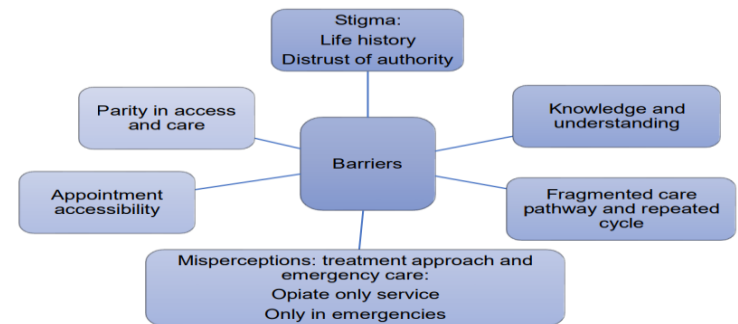 Stigma:
Life history
Distrust of authority
Parity in access
and care
Knowledge and
understanding
Barriers
Appointment
accessibility
Fragmented care
pathway and repeated
cycle
Misperceptions: treatment approach and
emergency care:
Opiate only service
Only in emergencies